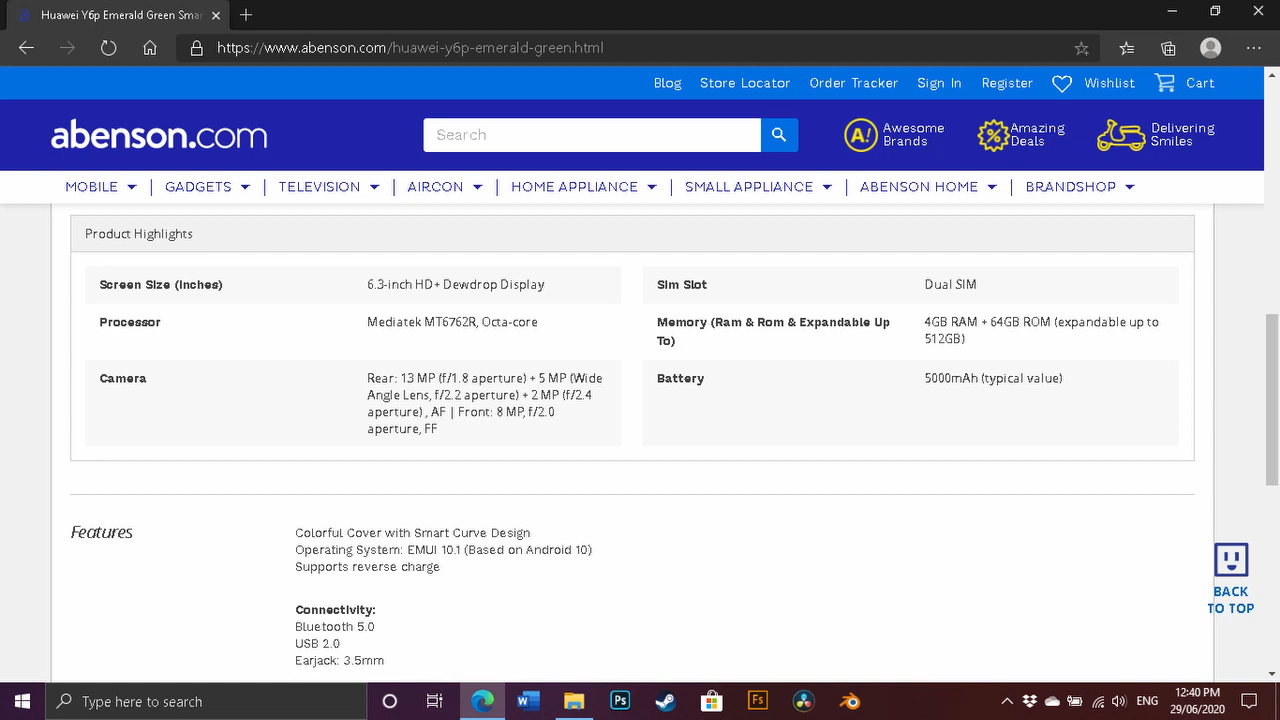 Huawei Y6p Emerald Green Smar
https://www.abenson.com/huawei-y6p-emerald-green.html
Blog Store Locator Order Tracker Sign In Register Wishlist Cart
abenson.com
Search
A! Awesome Brands
% Amazing Deals
Delivering Smiles
MOBILE | GADGETS | TELEVISION | AIRCON | HOME APPLIANCE | SMALL APPLIANCE | ABENSON HOME | BRANDSHOP
Product Highlights
Screen Size (Inches) 6.3-inch HD+ Dewdrop Display
Sim Slot Dual SIM
Processor Mediatek MT6762R, Octa-core
Memory (Ram & Rom & Expandable Up
To)
4GB RAM + 64GB ROM (expandable up to
512GB)
Camera
Rear: 13 MP (f/1.8 aperture) + 5 MP (Wide
Angle Lens, f/2.2 aperture) + 2 MP (f/2.4
aperture) , AF | Front: 8 MP, f/2.0
aperture, FF
Battery 5000mAh (typical value)
Features
Colorful Cover with Smart Curve Design
Operating System: EMUI 10.1 (Based on Android 10)
Supports reverse charge
Connectivity:
Bluetooth 5.0
USB 2.0
Earjack: 3.5mm
BACK
TO TOP
Type here to search
W
Ps
Fs
ENG
12:40 PM
29/06/2020